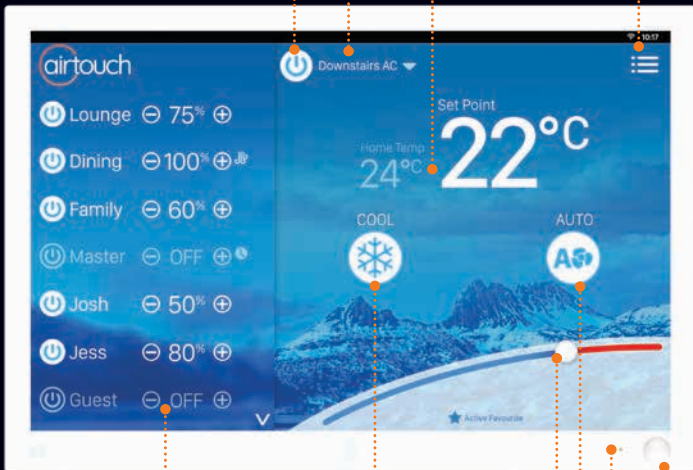 10:17
airtouch
Downstairs AC
Lounge 75%
Dining 100%
Family 60%
Master OFF
Josh 50%
Jess 80%
Guest OFF
Set Point
22°C
Home Temp
24°C
COOL
AUTO
A
Active Favourite